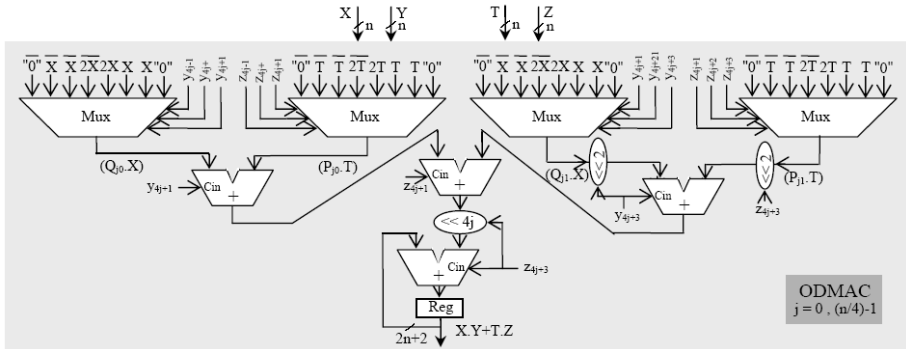 X Y T Z
n n n n
"0" X X 2X 2X X X "0"
y4j-1
y4j+
y4j+1
z4j-1
z4j+
z4j+1
"0" T T 2T 2T T T "0"
"0" X X 2X 2X X X "0"
y4j+1
y4j+21
y4j+3
z4j+1
z4j+2
z4j+3
"0" T T 2T 2T T T "0"
Mux Mux Mux Mux
(Qj0.X) (Pj0.T) (Qj1.X) << 2 << 2 (Pj1.T)
y4j+1 Cin +
z4j+1 Cin +
y4j+3 Cin +
z4j+3
<< 4j
+ Cin z4j+3
Reg
2n+2 X.Y+T.Z
ODMAC
j = 0 , (n/4)-1